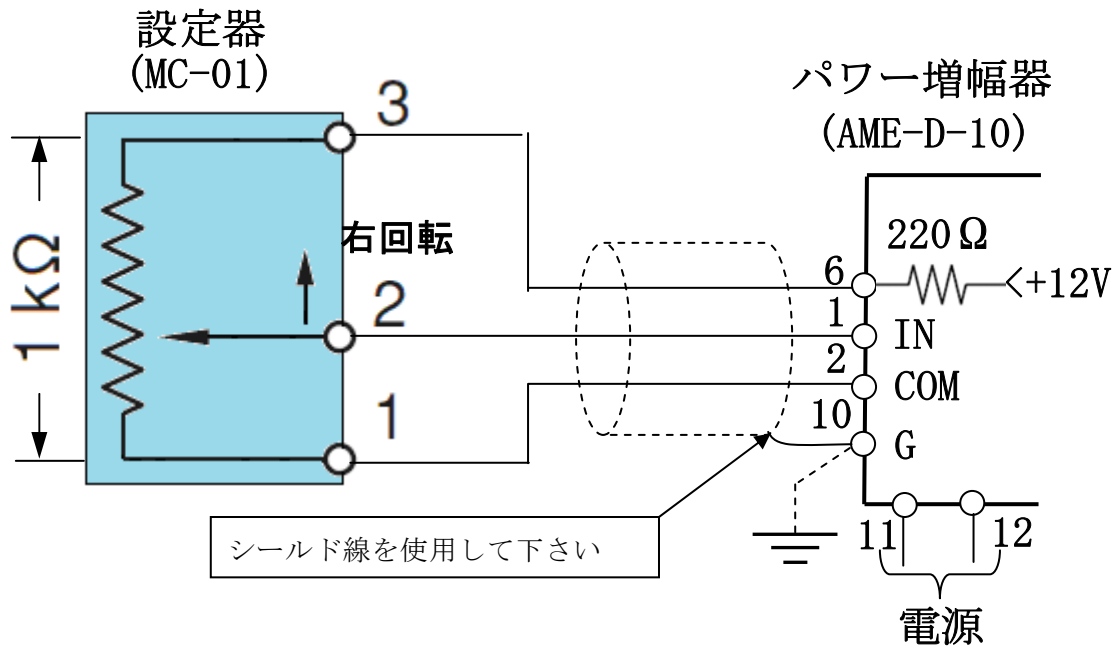 設定器
(MC-01)
3
1 kΩ
右回転
2
1
パワー増幅器
(AME-D-10)
220Ω
6
+12V
1
IN
2
COM
10
G
シールド線を使用して下さい
11
12
電源